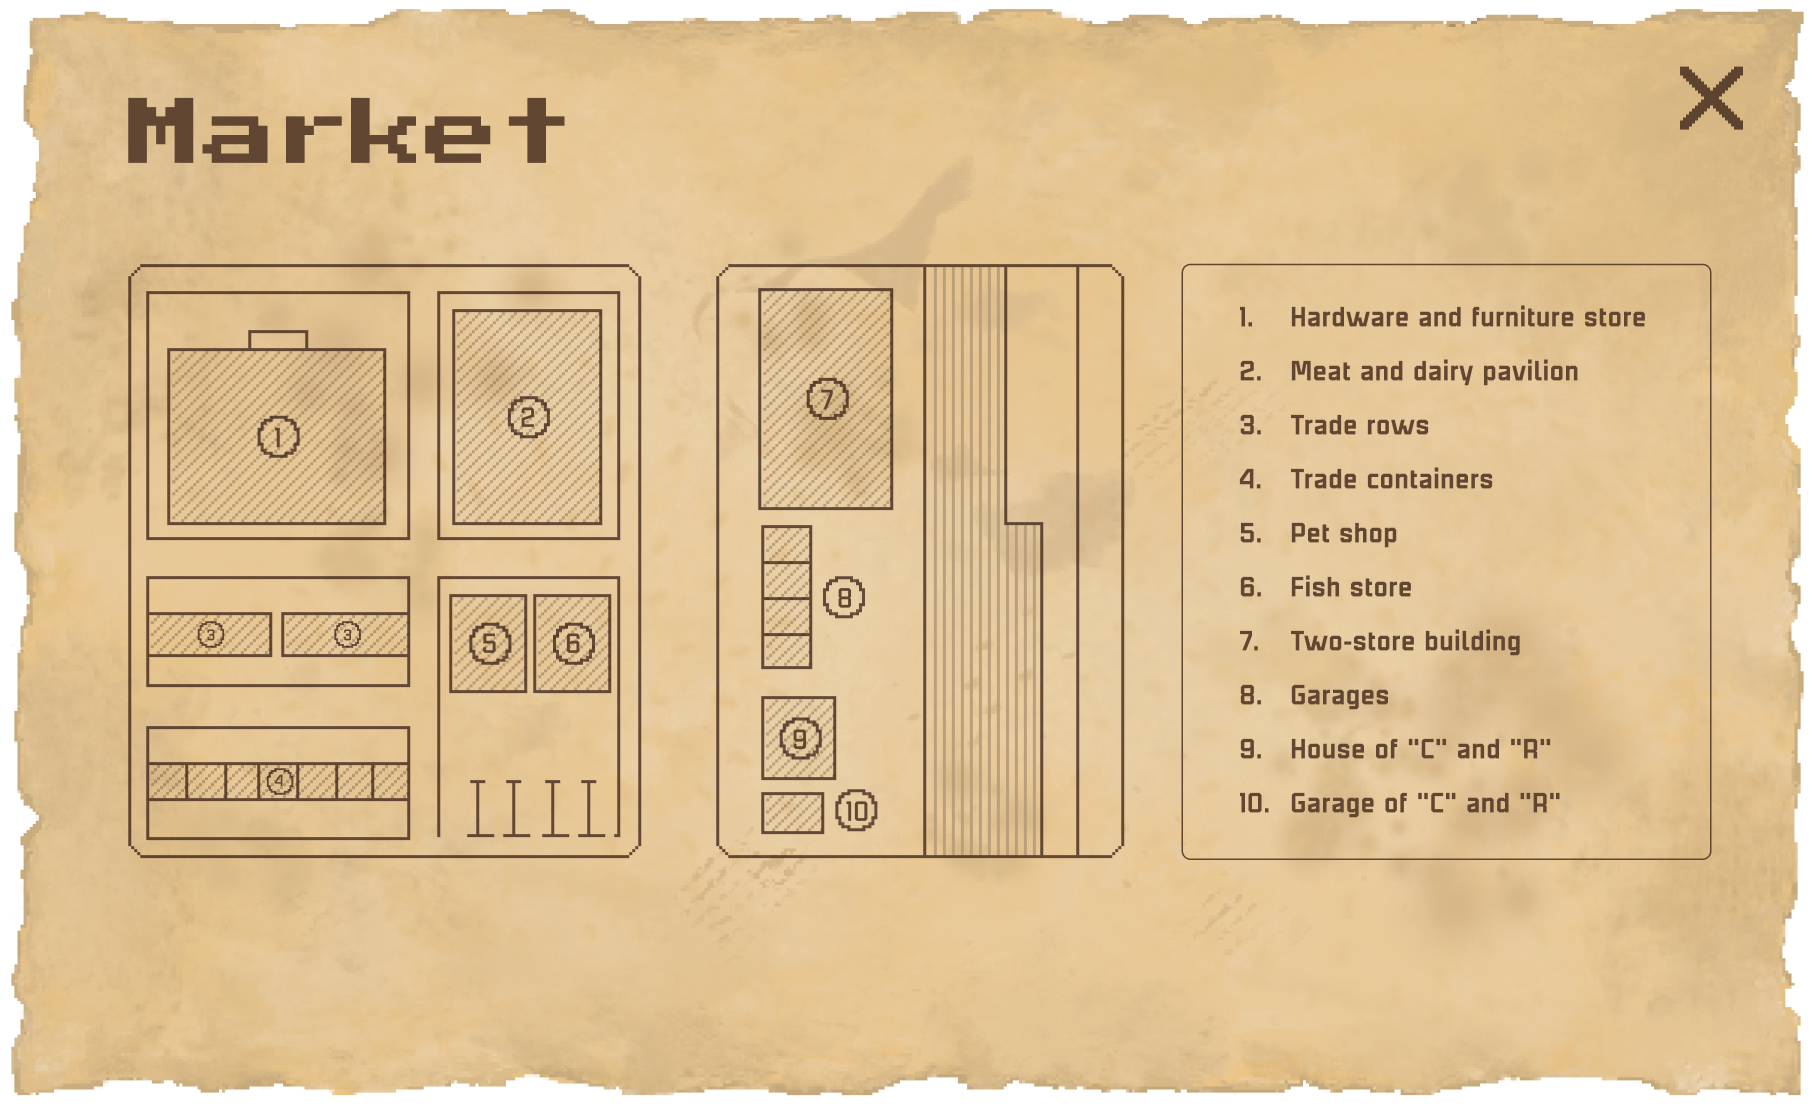 Market
1
2
3
3
4
5
6
7
8
9
10
1. Hardware and furniture store
2. Meat and dairy pavilion
3. Trade rows
4. Trade containers
5. Pet shop
6. Fish store
7. Two-store building
8. Garages
9. House of "C" and "R"
10. Garage of "C" and "R"